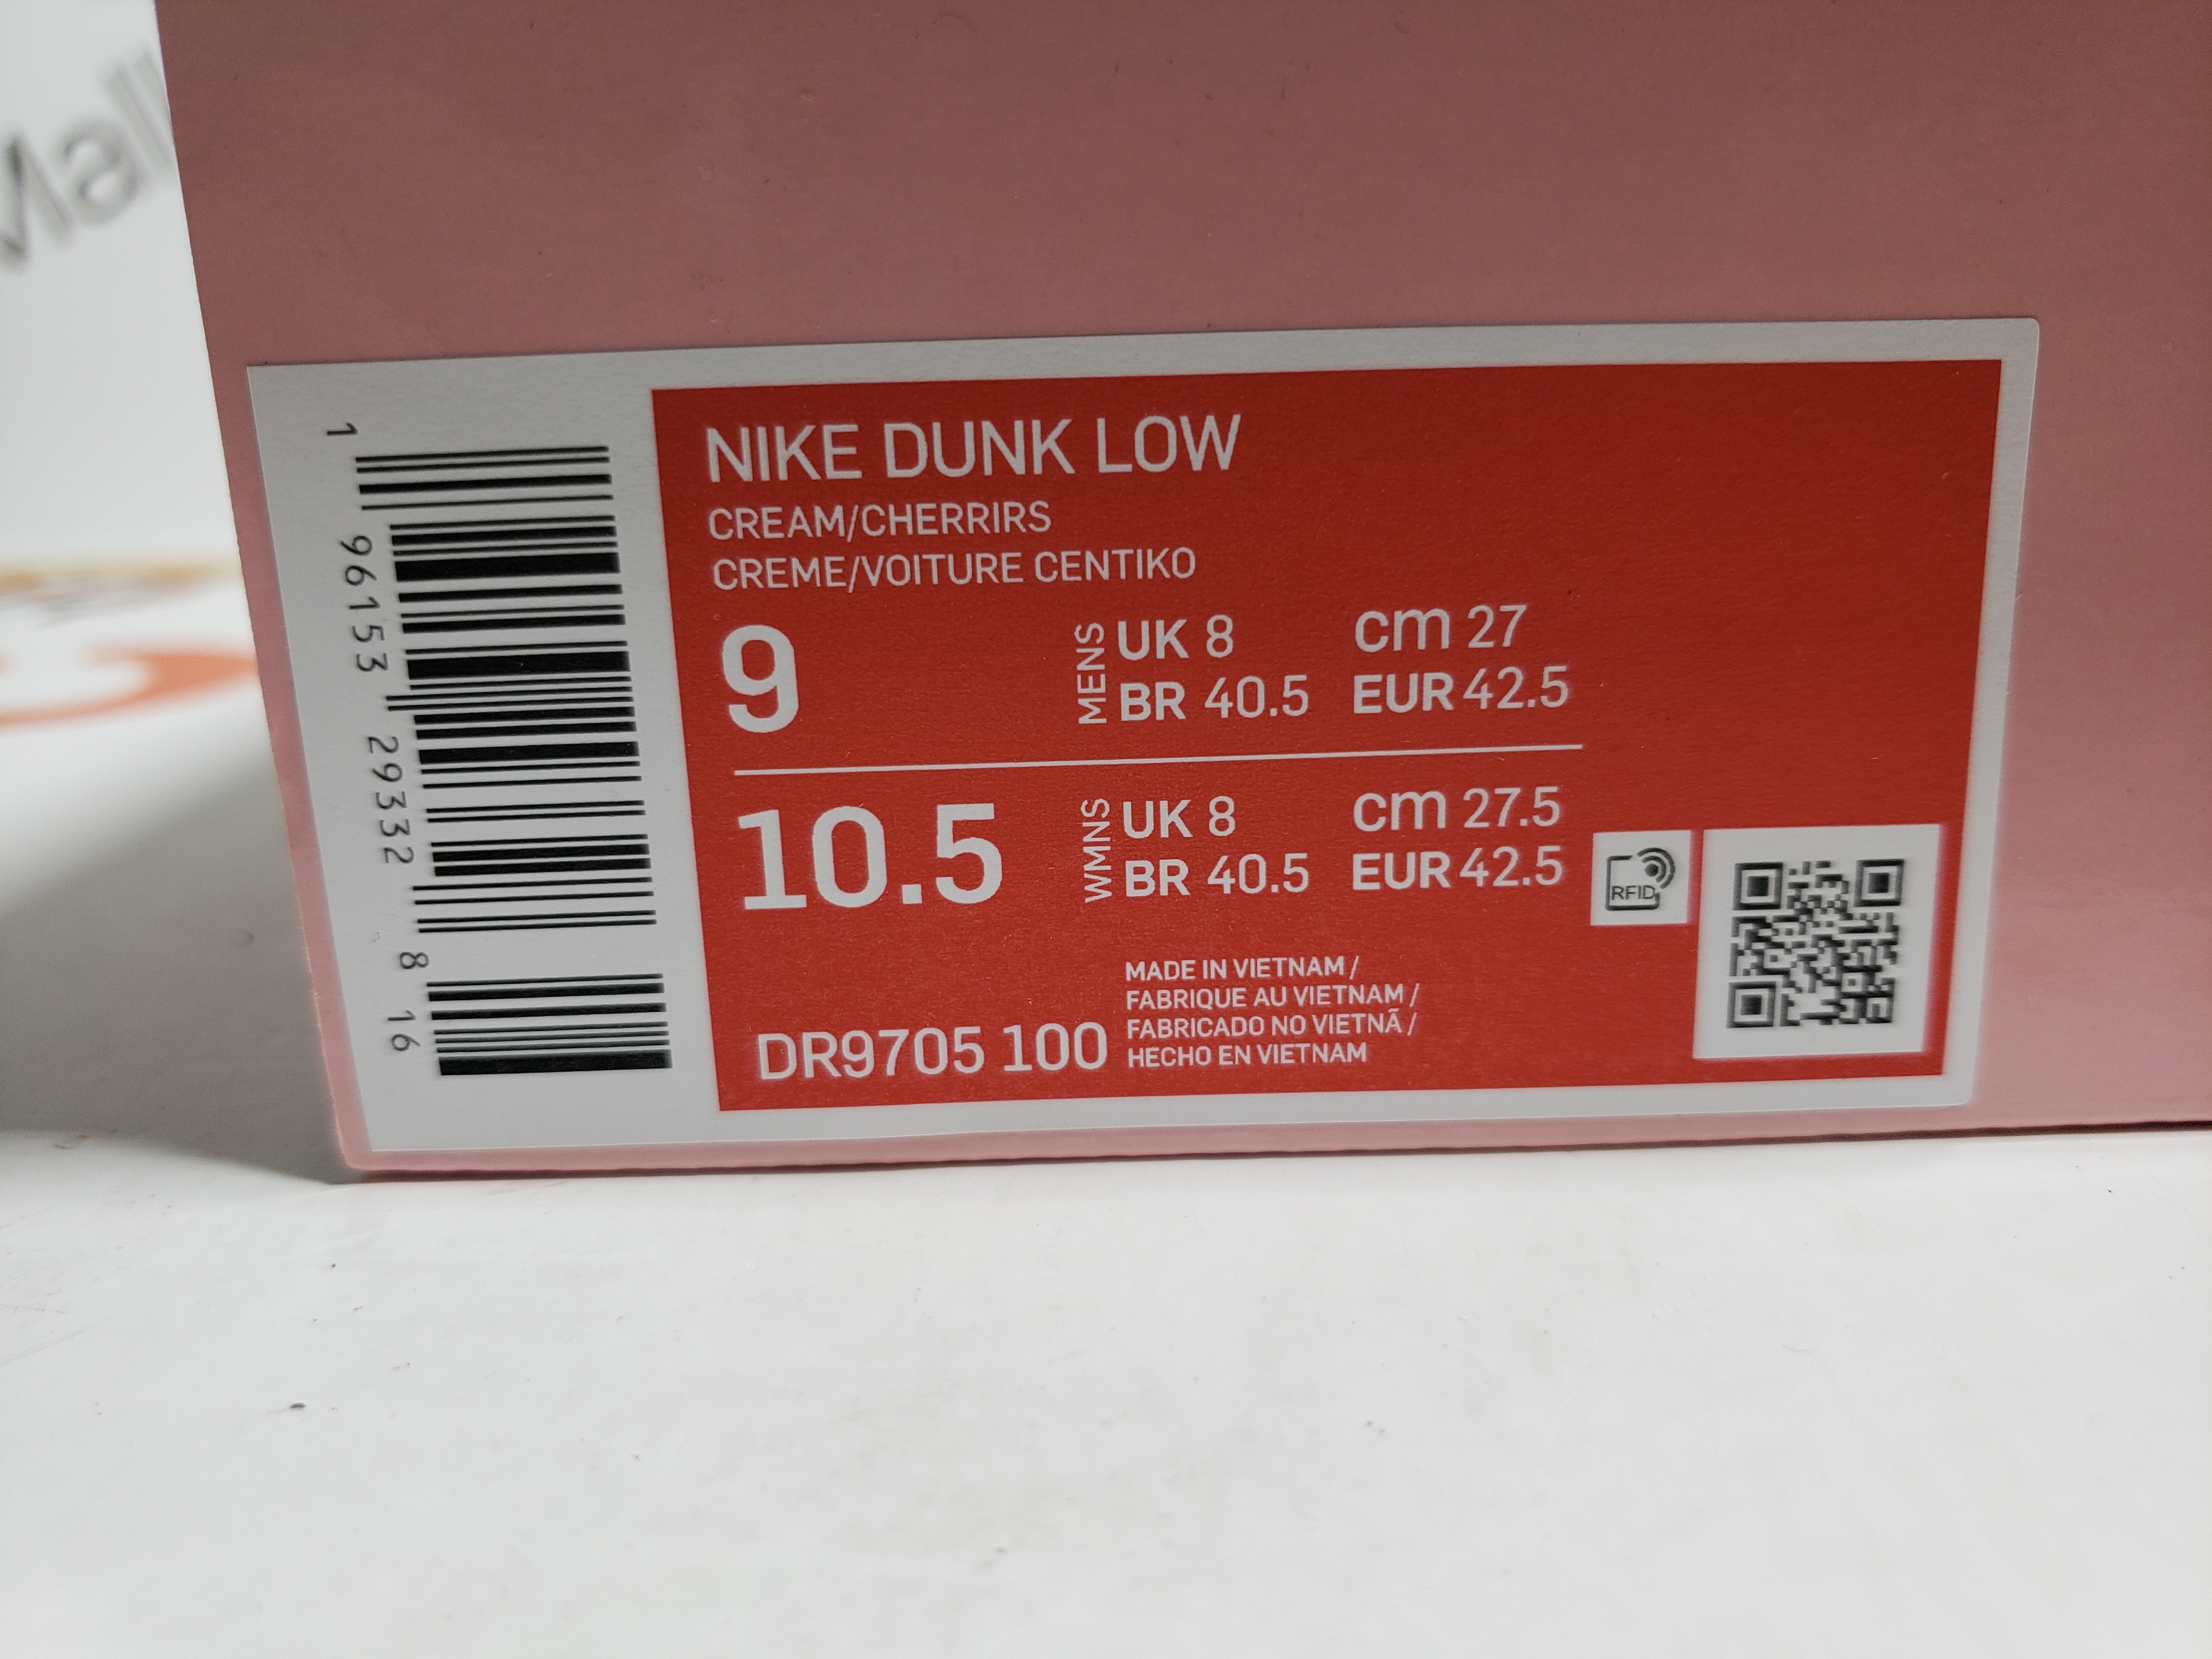 Mall
1 96153 29332 8 16
NIKE DUNK LOW
CREAM/CHERRIRS
CREME/VOITURE CENTIKO
9 MENS UK 8 cm 27
BR 40.5 EUR 42.5
10.5 WMNS UK 8 cm 27.5
BR 40.5 EUR 42.5
RFID
MADE IN VIETNAM /
FABRIQUE AU VIETNAM /
FABRICADO NO VIETNÃ /
HECHO EN VIETNAM
DR9705 100